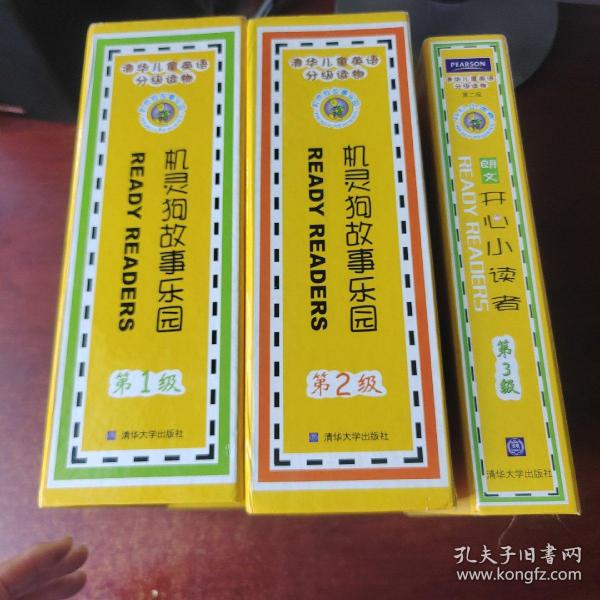 清华儿童英语
分级读物
机灵狗故事乐园
READY READERS
第1级
清华大学出版社
清华儿童英语
分级读物
机灵狗故事乐园
READY READERS
第2级
清华大学出版社
PEARSON
清华儿童英语
分级读物
第二版
朗文
开心小读者
READY READERS
第3级
清华大学出版社
孔夫子旧书网
www.kongfz.com